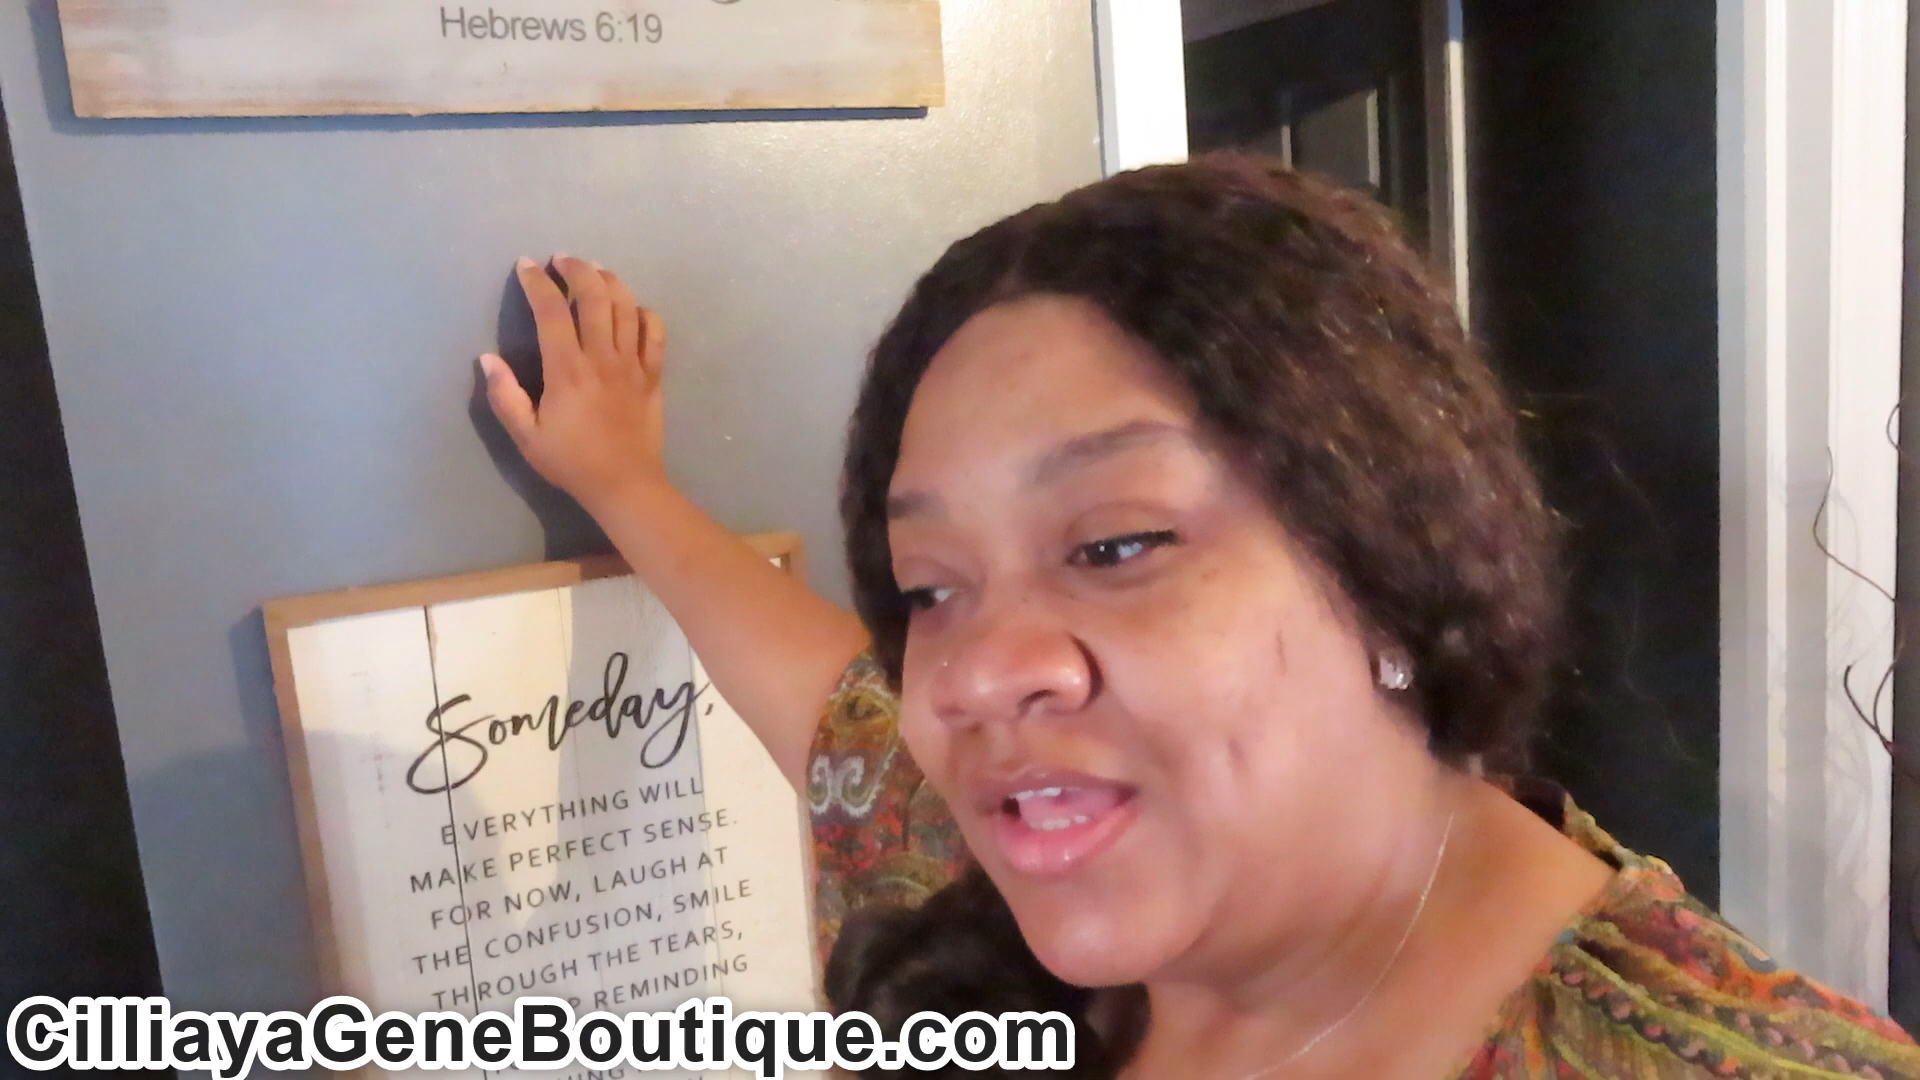 Hebrews 6:19
Someday,
EVERYTHING WILL
MAKE PERFECT SENSE.
FOR NOW, LAUGH AT
THE CONFUSION, SMILE
THROUGH THE TEARS,
REMINDING
CilliayaGeneBoutique.com